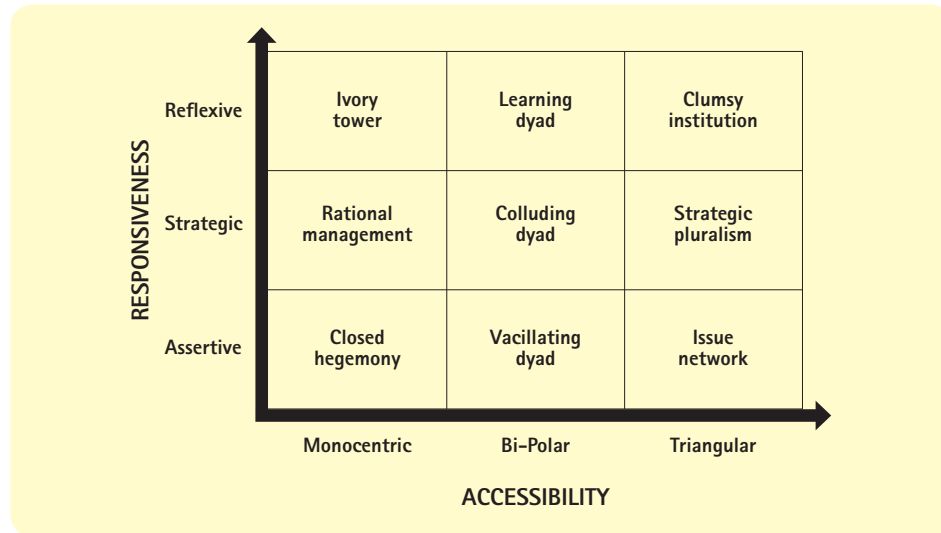 RESPONSIVENESS
Reflexive
Ivory
tower
Learning
dyad
Clumsy
institution
Strategic
Rational
management
Colluding
dyad
Strategic
pluralism
Assertive
Closed
hegemony
Vacillating
dyad
Issue
network
Monocentric
Bi-Polar
Triangular
ACCESSIBILITY